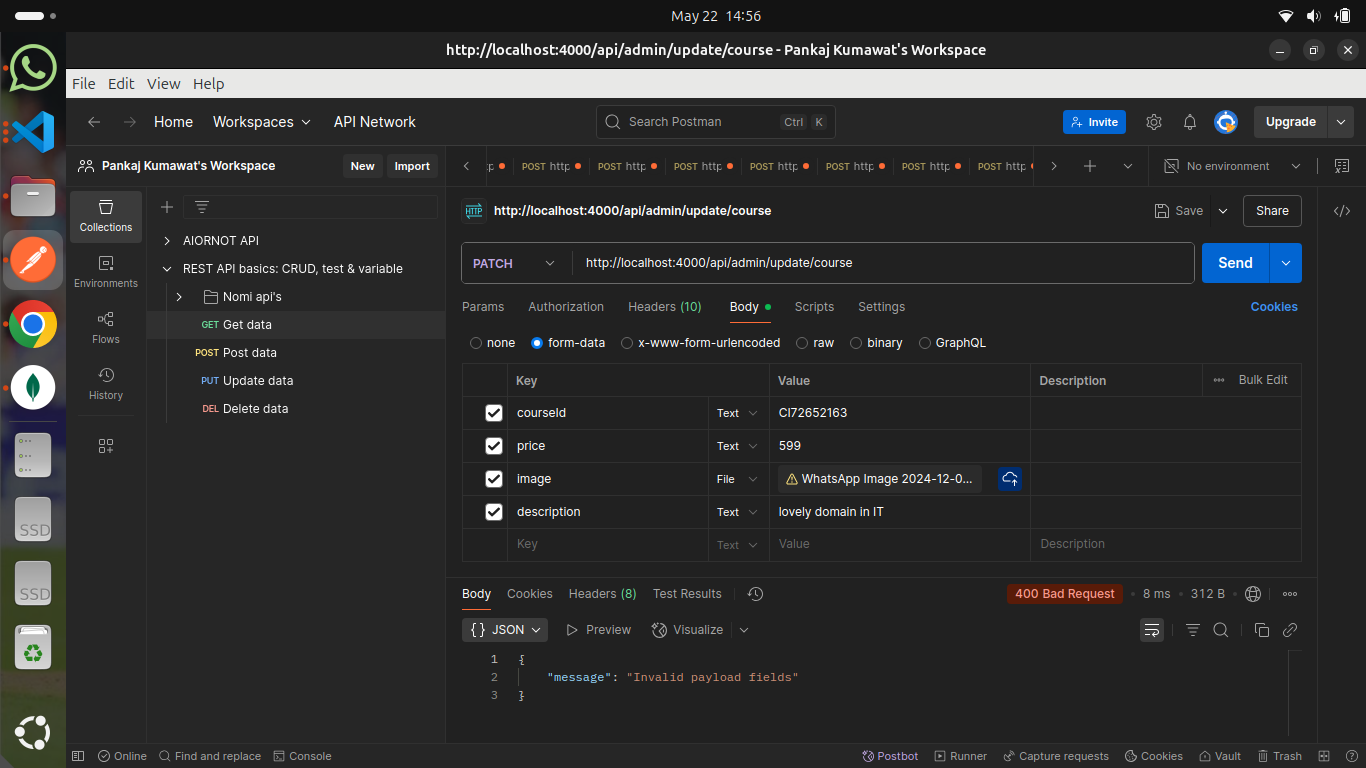 May 22 14:56
http://localhost:4000/api/admin/update/course - Pankaj Kumawat's Workspace
File Edit View Help
Home Workspaces API Network Search Postman Ctrl K Invite Upgrade
Pankaj Kumawat's Workspace New Import
POST http POST http POST http POST http POST http POST http POST http No environment
Collections
Environments
Flows
History
AIORNOT API
REST API basics: CRUD, test & variable
Nomi api's
GET Get data
POST Post data
PUT Update data
DEL Delete data
HTTP http://localhost:4000/api/admin/update/course Save Share
PATCH http://localhost:4000/api/admin/update/course Send
Params Authorization Headers (10) Body Scripts Settings Cookies
none form-data x-www-form-urlencoded raw binary GraphQL
Key Value Description Bulk Edit
courseId Text CI72652163
price Text 599
image File WhatsApp Image 2024-12-0...
description Text lovely domain in IT
Key Text Value Description
Body Cookies Headers (8) Test Results 400 Bad Request 8 ms 312 B
{} JSON Preview Visualize
1 {
2 "message": "Invalid payload fields"
3 }
SSD
SSD
Online Find and replace Console Postbot Runner Capture requests Cookies Vault Trash